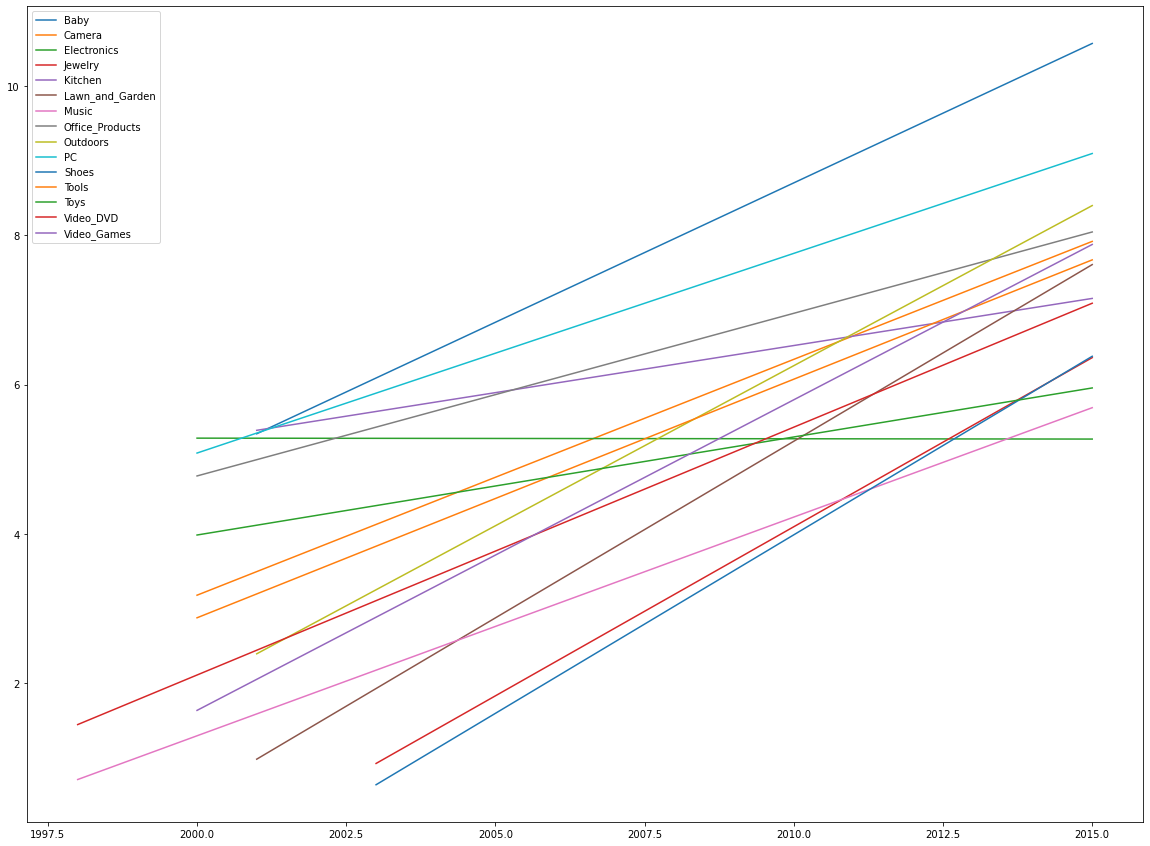 Baby
Camera
Electronics
Jewelry
Kitchen
Lawn_and_Garden
Music
Office_Products
Outdoors
PC
Shoes
Tools
Toys
Video_DVD
Video_Games
10
8
6
4
2
1997.5 2000.0 2002.5 2005.0 2007.5 2010.0 2012.5 2015.0